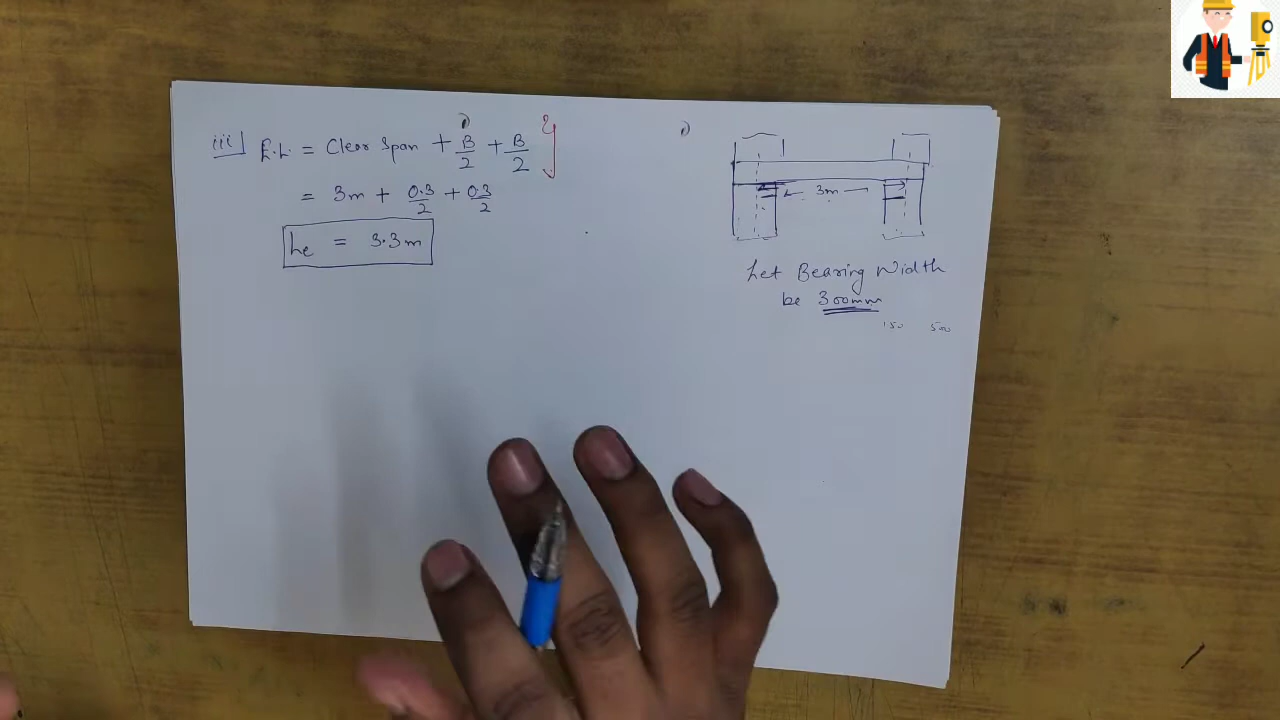 iii] E.L. = Clear Span + B/2 + B/2
= 3m + 0.3/2 + 0.3/2
Le = 3.3m
3m
Let Bearing Width
be 300mm
150 500